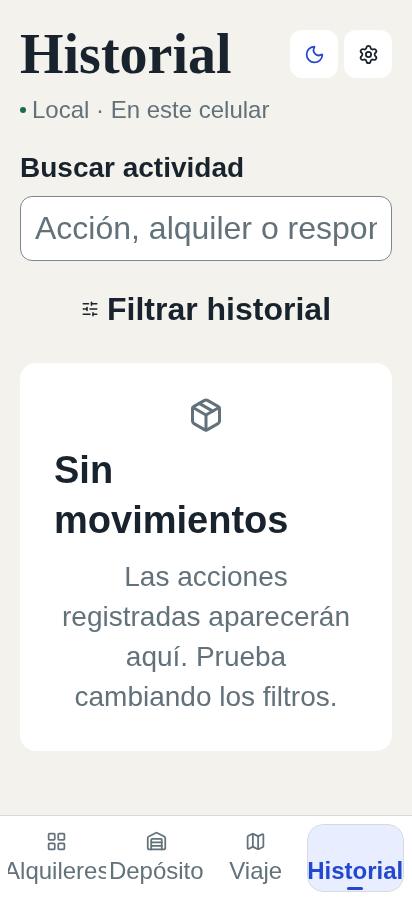 Historial
Local · En este celular
Buscar actividad
Acción, alquiler o respor
Filtrar historial
Sin
movimientos
Las acciones
registradas aparecerán
aquí. Prueba
cambiando los filtros.
Alquileres Depósito Viaje Historial